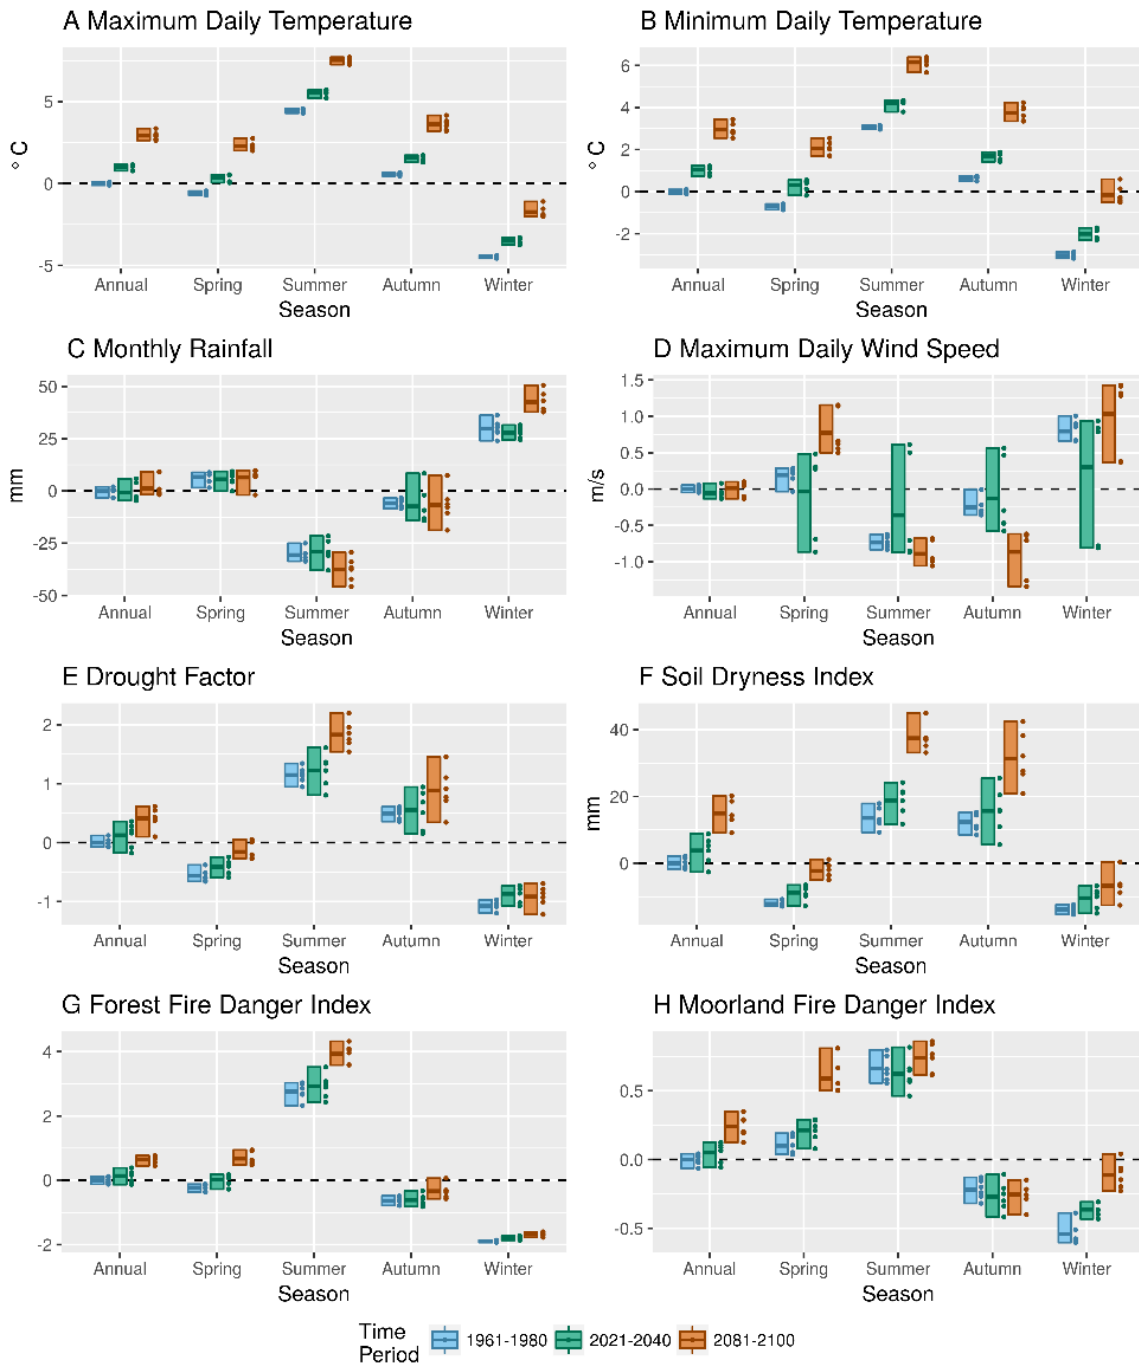 A Maximum Daily Temperature
5
0
-5
° C
Annual Spring Summer Autumn Winter
Season
B Minimum Daily Temperature
6
4
2
0
-2
° C
Annual Spring Summer Autumn Winter
Season
C Monthly Rainfall
50
25
0
-25
-50
mm
Annual Spring Summer Autumn Winter
Season
D Maximum Daily Wind Speed
1.5
1.0
0.5
0.0
-0.5
-1.0
m/s
Annual Spring Summer Autumn Winter
Season
E Drought Factor
2
1
0
-1
Annual Spring Summer Autumn Winter
Season
F Soil Dryness Index
40
20
0
mm
Annual Spring Summer Autumn Winter
Season
G Forest Fire Danger Index
4
2
0
-2
Annual Spring Summer Autumn Winter
Season
H Moorland Fire Danger Index
0.5
0.0
-0.5
Annual Spring Summer Autumn Winter
Season
Time
Period
1961-1980 2021-2040 2081-2100